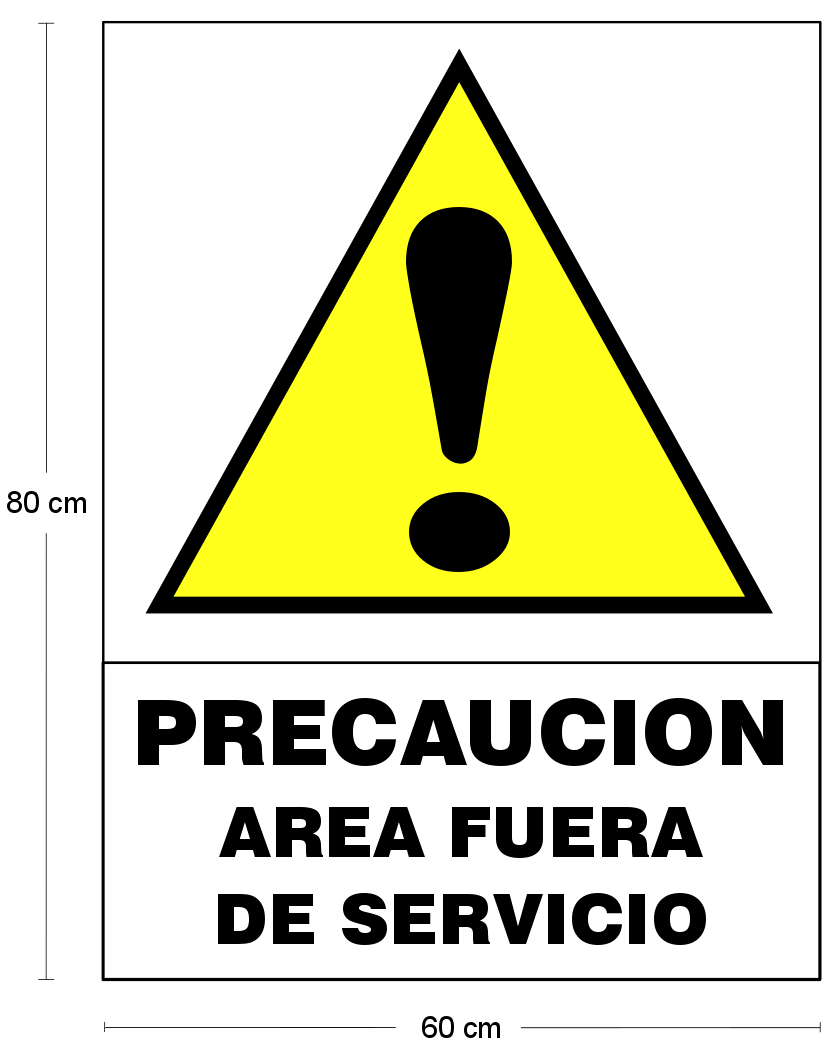 80 cm
PRECAUCION
AREA FUERA
DE SERVICIO
60 cm